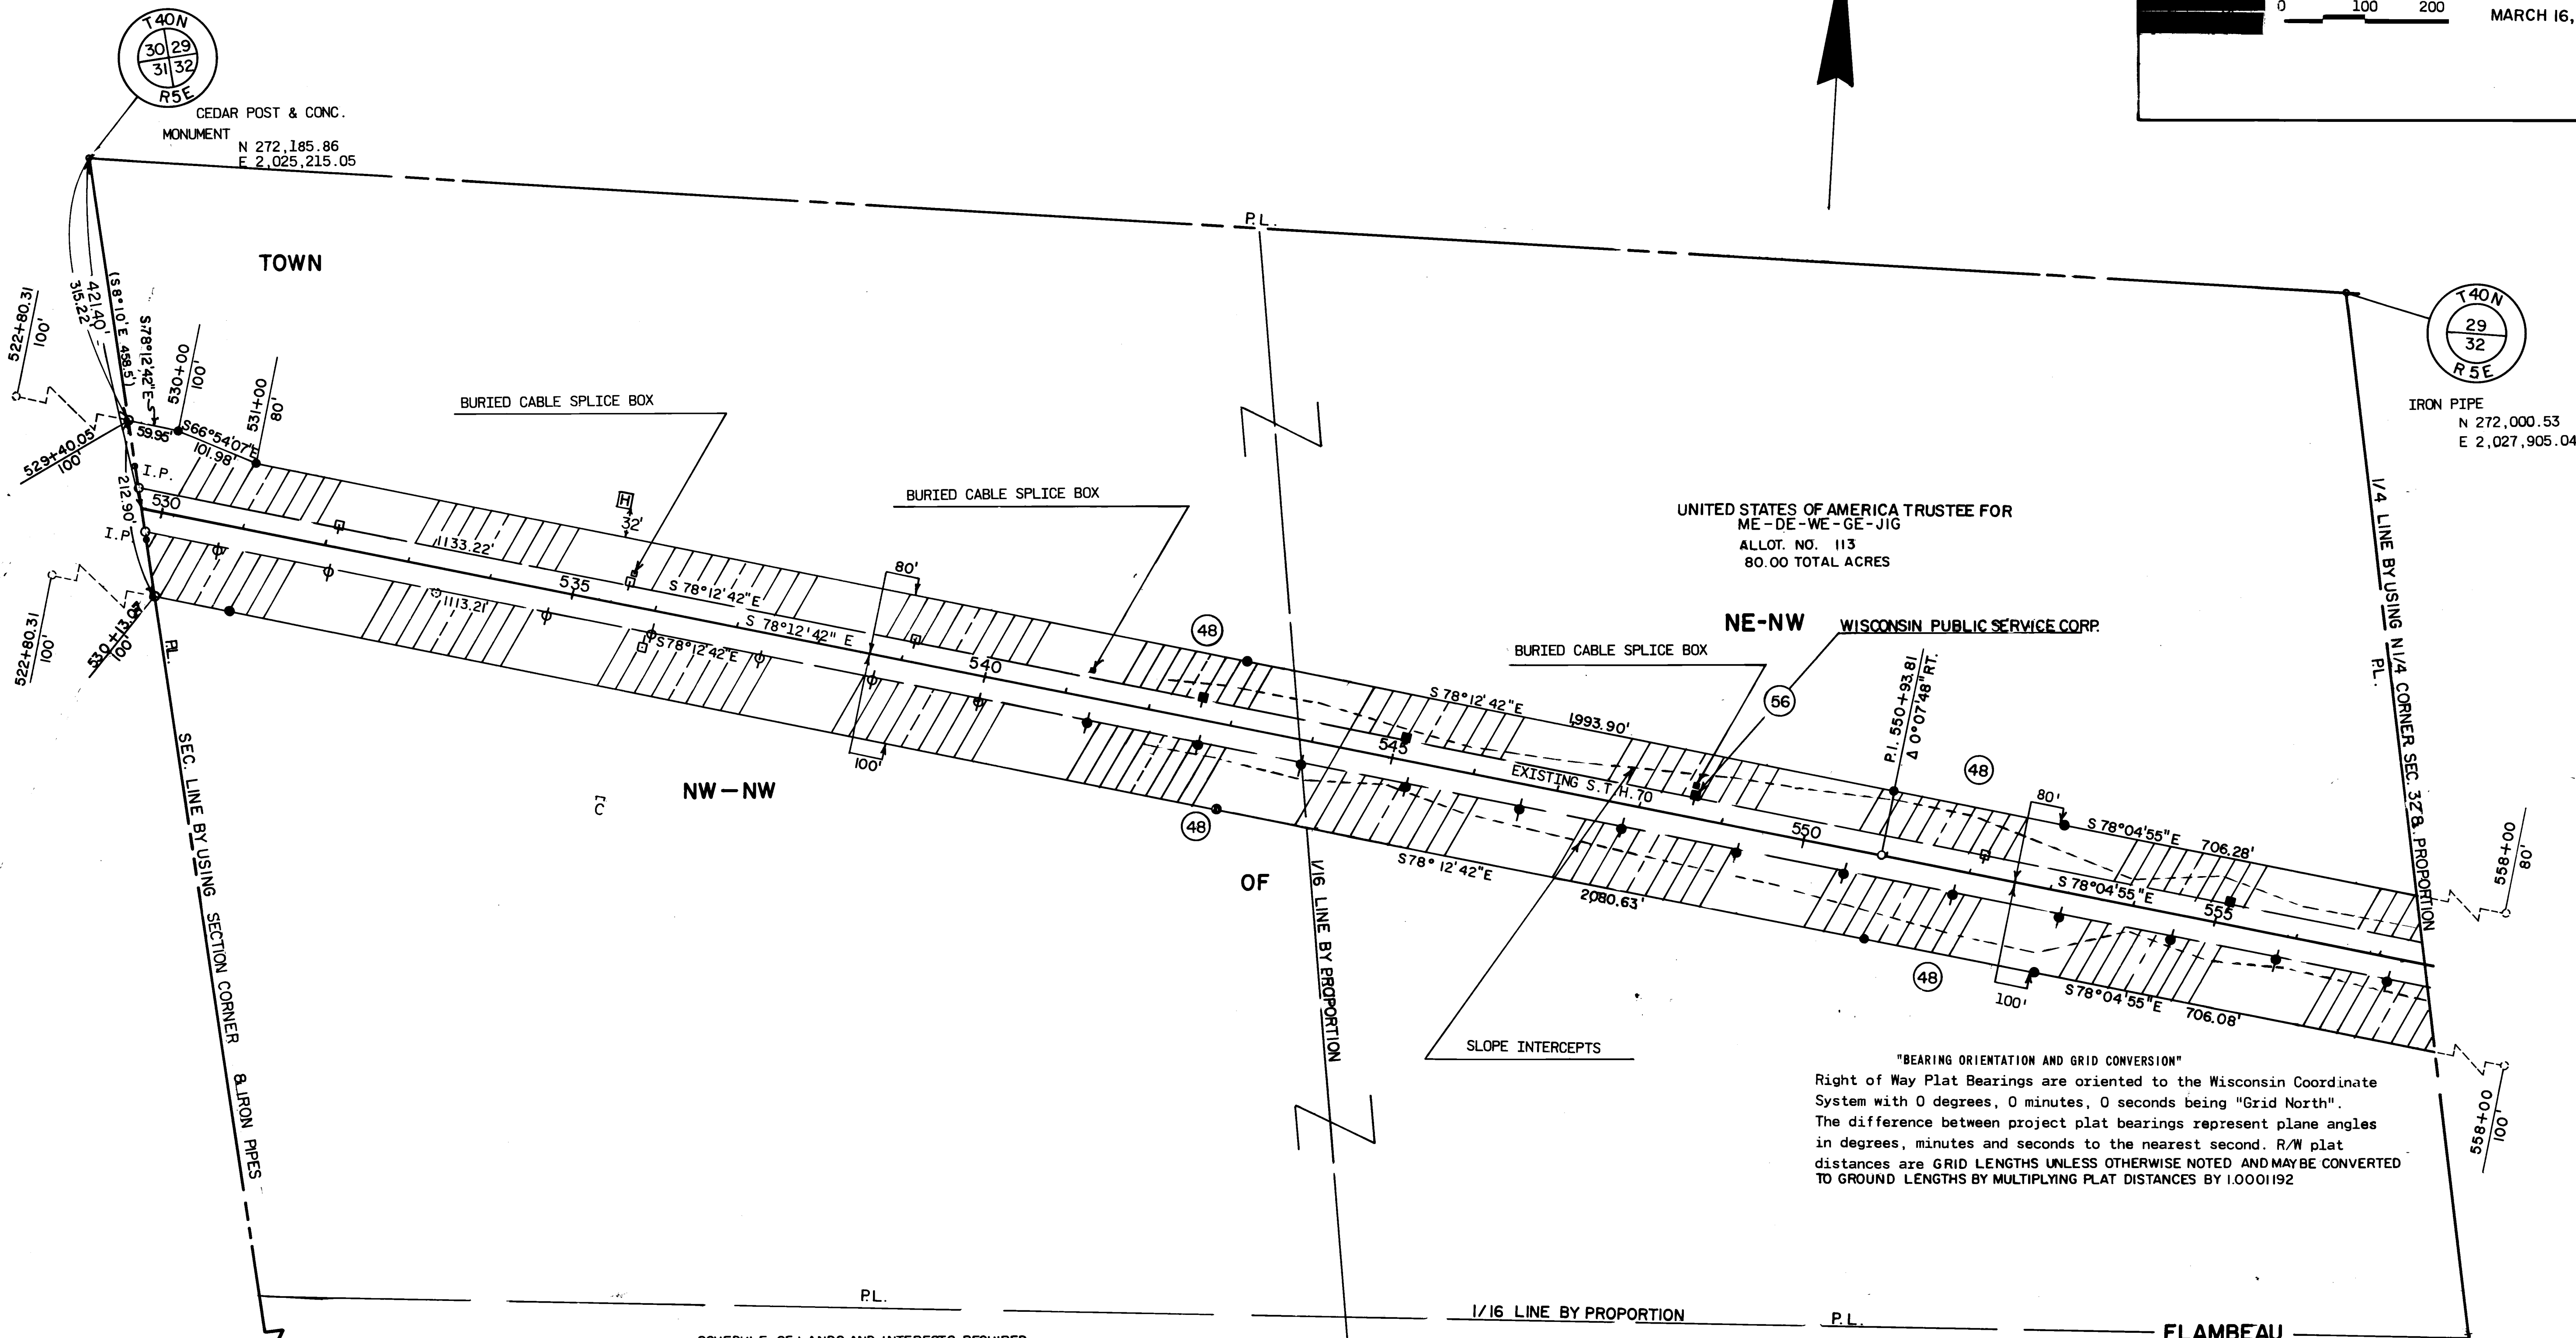 T40N
30 29
31 32
R5E
CEDAR POST & CONC.
MONUMENT
N 272,185.86
E 2,025,215.05
0 100 200
MARCH 16,
P.L.
TOWN
T40N
29
32
R5E
IRON PIPE
N 272,000.53
E 2,027,905.04
522+80.31
100'
(S 8°10'E 458.5')
421.40'
315.22'
S78°12'42"E
530+00
100'
531+00
80'
59.95'
S66°54'07"E
101.98'
529+40.05
100'
212.90'
I.P.
I.P.
530
BURIED CABLE SPLICE BOX
BURIED CABLE SPLICE BOX
H
32'
1133.22'
535
S 78°12'42"E
S 78°12'42" E
80'
1113.21'
S78°12'42"E
540
48
522+80.31
100'
530+13.07
100'
P.L.
SEC. LINE BY USING SECTION CORNER & IRON PIPES
100'
NW-NW
C
48
OF
UNITED STATES OF AMERICA TRUSTEE FOR
ME-DE-WE-GE-JIG
ALLOT. NO. 113
80.00 TOTAL ACRES
NE-NW
WISCONSIN PUBLIC SERVICE CORP.
BURIED CABLE SPLICE BOX
56
S 78°12'42"E
1993.90'
545
EXISTING S.T.H. 70
P.I. 550+93.81
Δ 0°07'48" RT.
48
80'
550
S 78°04'55"E
706.28'
S 78°04'55"E
555
1/4 LINE BY USING N1/4 CORNER SEC. 32 & PROPORTION
P.L.
558+00
80'
S78°12'42"E
2080.63'
48
100'
S78°04'55"E
706.08'
558+00
100'
1/16 LINE BY PROPORTION
SLOPE INTERCEPTS
"BEARING ORIENTATION AND GRID CONVERSION"
Right of Way Plat Bearings are oriented to the Wisconsin Coordinate
System with 0 degrees, 0 minutes, 0 seconds being "Grid North".
The difference between project plat bearings represent plane angles
in degrees, minutes and seconds to the nearest second. R/W plat
distances are GRID LENGTHS UNLESS OTHERWISE NOTED AND MAY BE CONVERTED
TO GROUND LENGTHS BY MULTIPLYING PLAT DISTANCES BY 1.0001192
P.L.
1/16 LINE BY PROPORTION
P.L.
SCHEDULE OF LANDS AND INTERESTS REQUIRED
FLAMBEAU